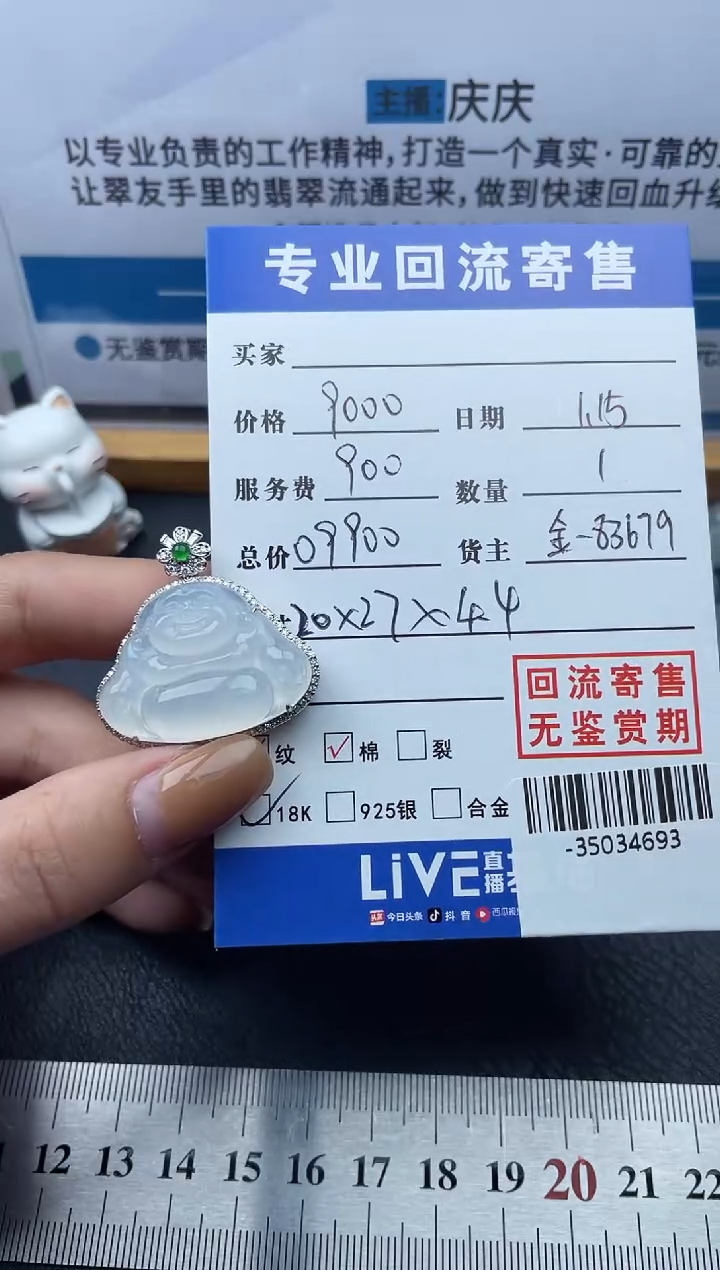 主播：庆庆
以专业负责的工作精神，打造一个真实·可靠的
让翠友手里的翡翠流通起来，做到快速回血升级
无鉴赏期
专业回流寄售
买家
价格 9000 日期 1.15
服务费 900 数量 1
总价 09900 货主 金-83679
20×27×4.4
回流寄售
无鉴赏期
纹 棉 裂
18K 925银 合金
-35034693
LiVE 直播
头条 今日头条 抖音 西瓜视频
12 13 14 15 16 17 18 19 20 21 22